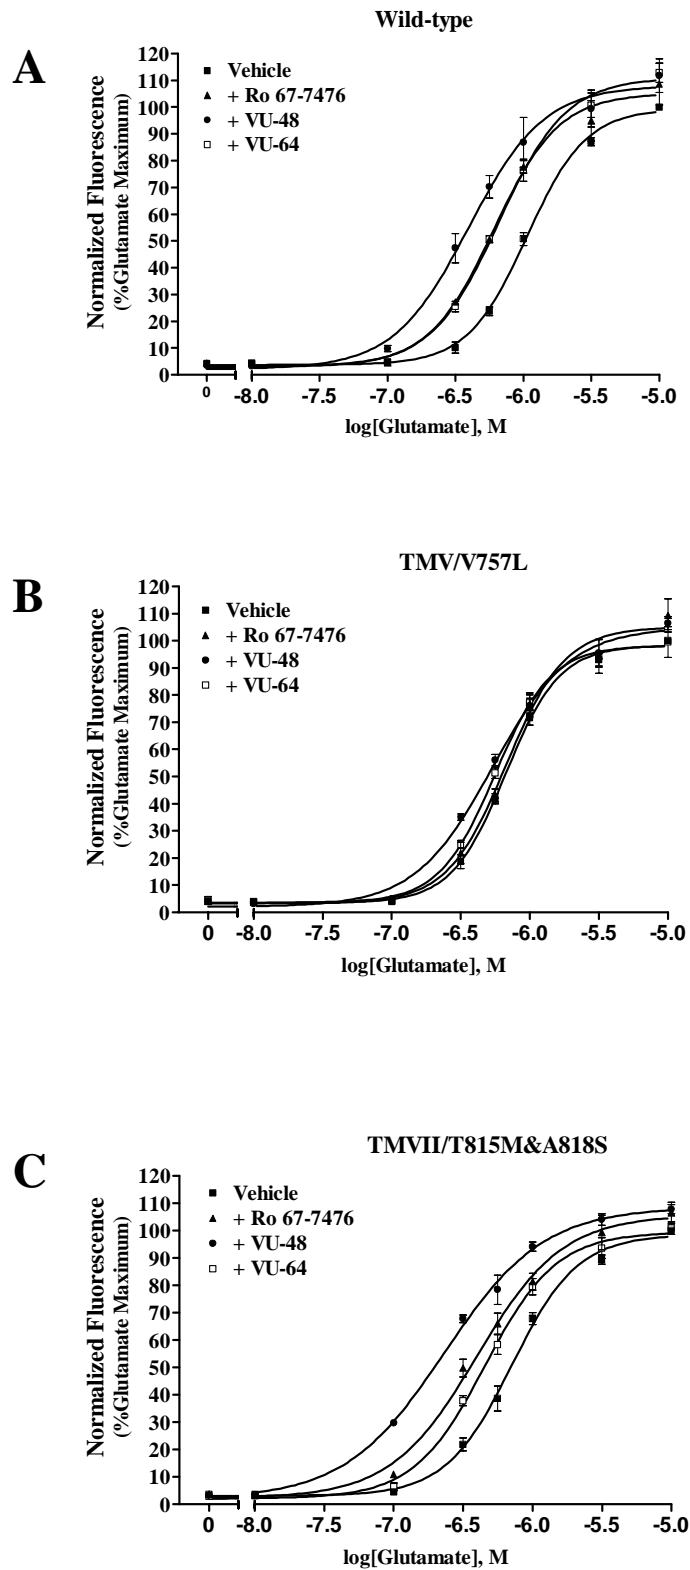 Wild-type
A
Normalized Fluorescence
(%Glutamate Maximum)
120
110
100
90
80
70
60
50
40
30
20
10
0
Vehicle
+ Ro 67-7476
+ VU-48
+ VU-64
0 -8.0 -7.5 -7.0 -6.5 -6.0 -5.5 -5.0
log[Glutamate], M
TMV/V757L
B
Normalized Fluorescence
(%Glutamate Maximum)
120
110
100
90
80
70
60
50
40
30
20
10
0
Vehicle
+ Ro 67-7476
+ VU-48
+ VU-64
0 -8.0 -7.5 -7.0 -6.5 -6.0 -5.5 -5.0
log[Glutamate], M
TMVII/T815M&A818S
C
Normalized Fluorescence
(%Glutamate Maximum)
120
110
100
90
80
70
60
50
40
30
20
10
0
Vehicle
+ Ro 67-7476
+ VU-48
+ VU-64
0 -8.0 -7.5 -7.0 -6.5 -6.0 -5.5 -5.0
log[Glutamate], M